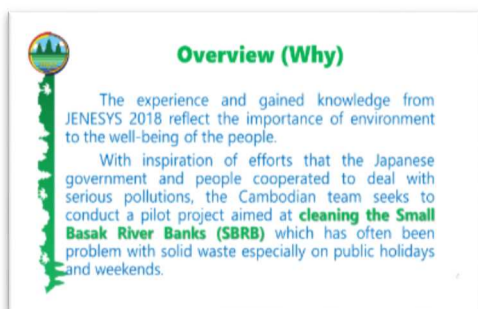 Overview (Why)
The experience and gained knowledge from
JENESYS 2018 reflect the importance of environment
to the well-being of the people.
With inspiration of efforts that the Japanese
government and people cooperated to deal with
serious pollutions, the Cambodian team seeks to
conduct a pilot project aimed at cleaning the Small
Basak River Banks (SBRB) which has often been
problem with solid waste especially on public holidays
and weekends.